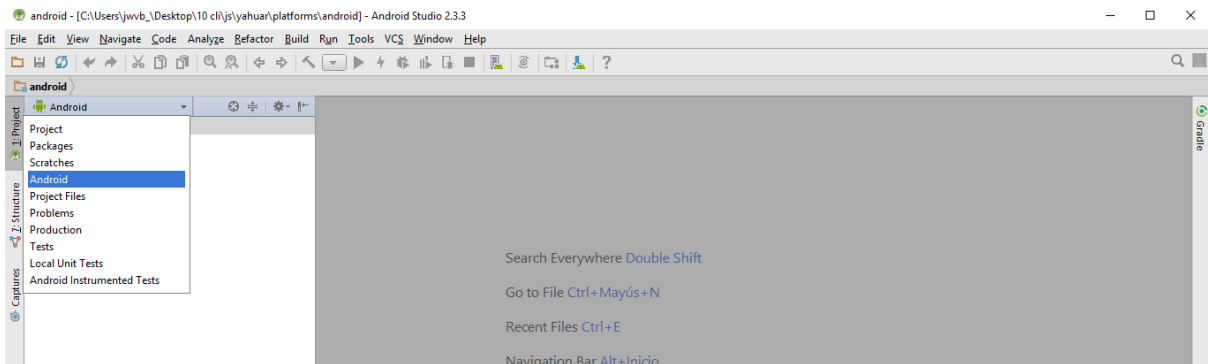 android - [C:\Users\jwvb_\Desktop\10 cli\js\yahuar\platforms\android] - Android Studio 2.3.3
File Edit View Navigate Code Analyze Refactor Build Run Tools VCS Window Help
android
Android
1: Project
Project
Packages
Scratches
Android
Project Files
Problems
Production
Tests
Local Unit Tests
Android Instrumented Tests
7: Structure
Captures
Gradle
Search Everywhere Double Shift
Go to File Ctrl+Mayús+N
Recent Files Ctrl+E
Navigation Bar Alt+Inicio